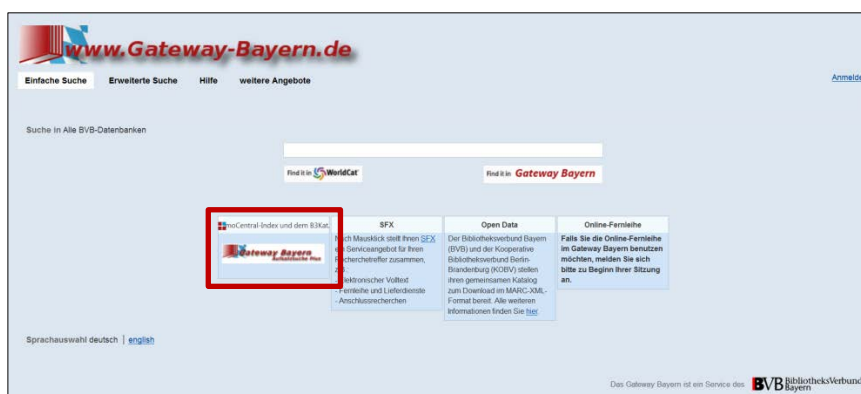 www.Gateway-Bayern.de
Einfache Suche Erweiterte Suche Hilfe weitere Angebote
Anmelde
Suche in Alle BVB-Datenbanken
Find it in WorldCat
Find it in Gateway Bayern
moCentral-Index und dem B3Kat.
Gateway Bayern
Aufsatzsuche Plus
SFX
Nach Mausklick stellt Ihnen SFX
ein Serviceangebot für Ihren
Recherchetreffer zusammen,
z.B.:
- Elektronischer Volltext
- Fernleihe und Lieferdienste
- Anschlussrecherchen
Open Data
Der Bibliotheksverbund Bayern
(BVB) und der Kooperative
Bibliotheksverbund Berlin-
Brandenburg (KOBV) stellen
ihren gemeinsamen Katalog
zum Download im MARC-XML-
Format bereit. Alle weiteren
Informationen finden Sie hier.
Online-Fernleihe
Falls Sie die Online-Fernleihe
im Gateway Bayern benutzen
möchten, melden Sie sich
bitte zu Beginn Ihrer Sitzung
an.
Sprachauswahl deutsch | english
Das Gateway Bayern ist ein Service des
BVB BibliotheksVerbund
Bayern